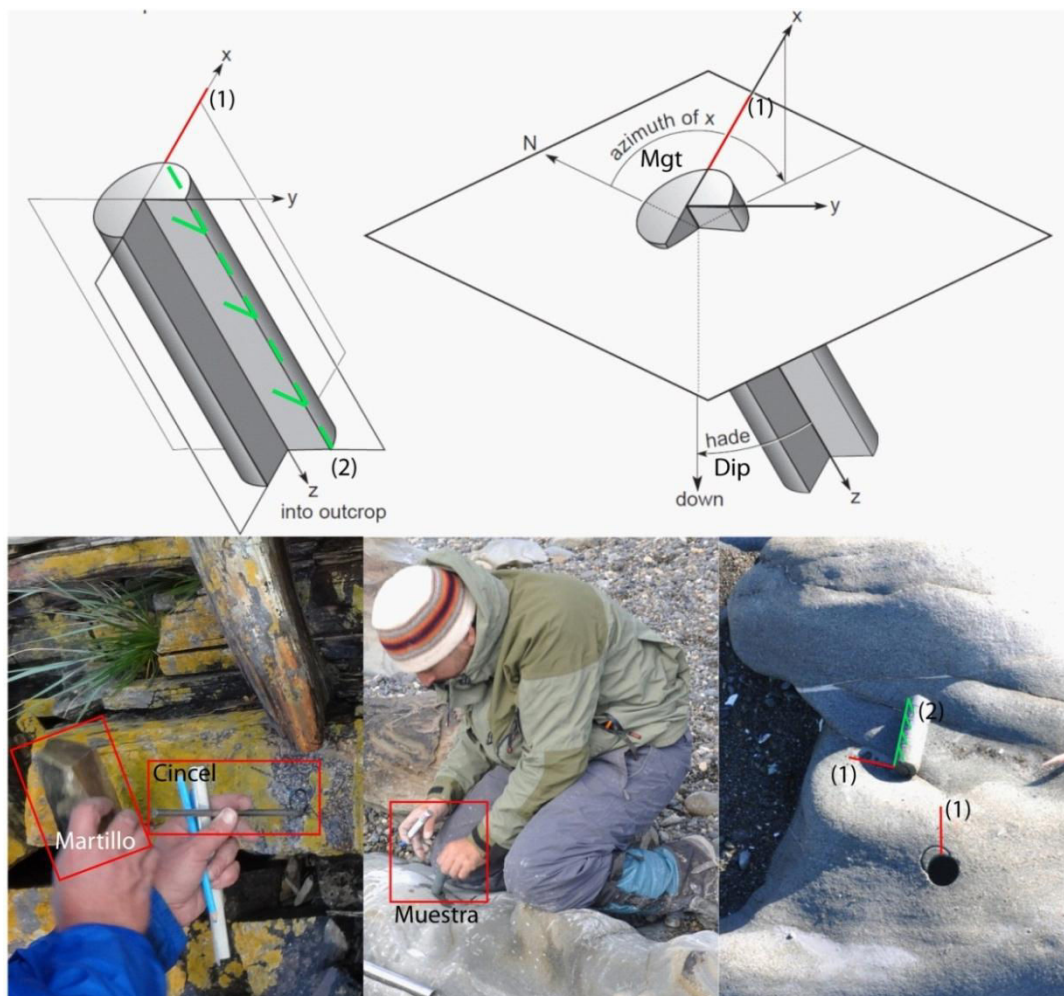 x
(1)
y
(2)
z
into outcrop
x
(1)
N
azimuth of x
Mgt
y
hade
Dip
down
z
Cincel
Martillo
Muestra
(2)
(1)
(1)